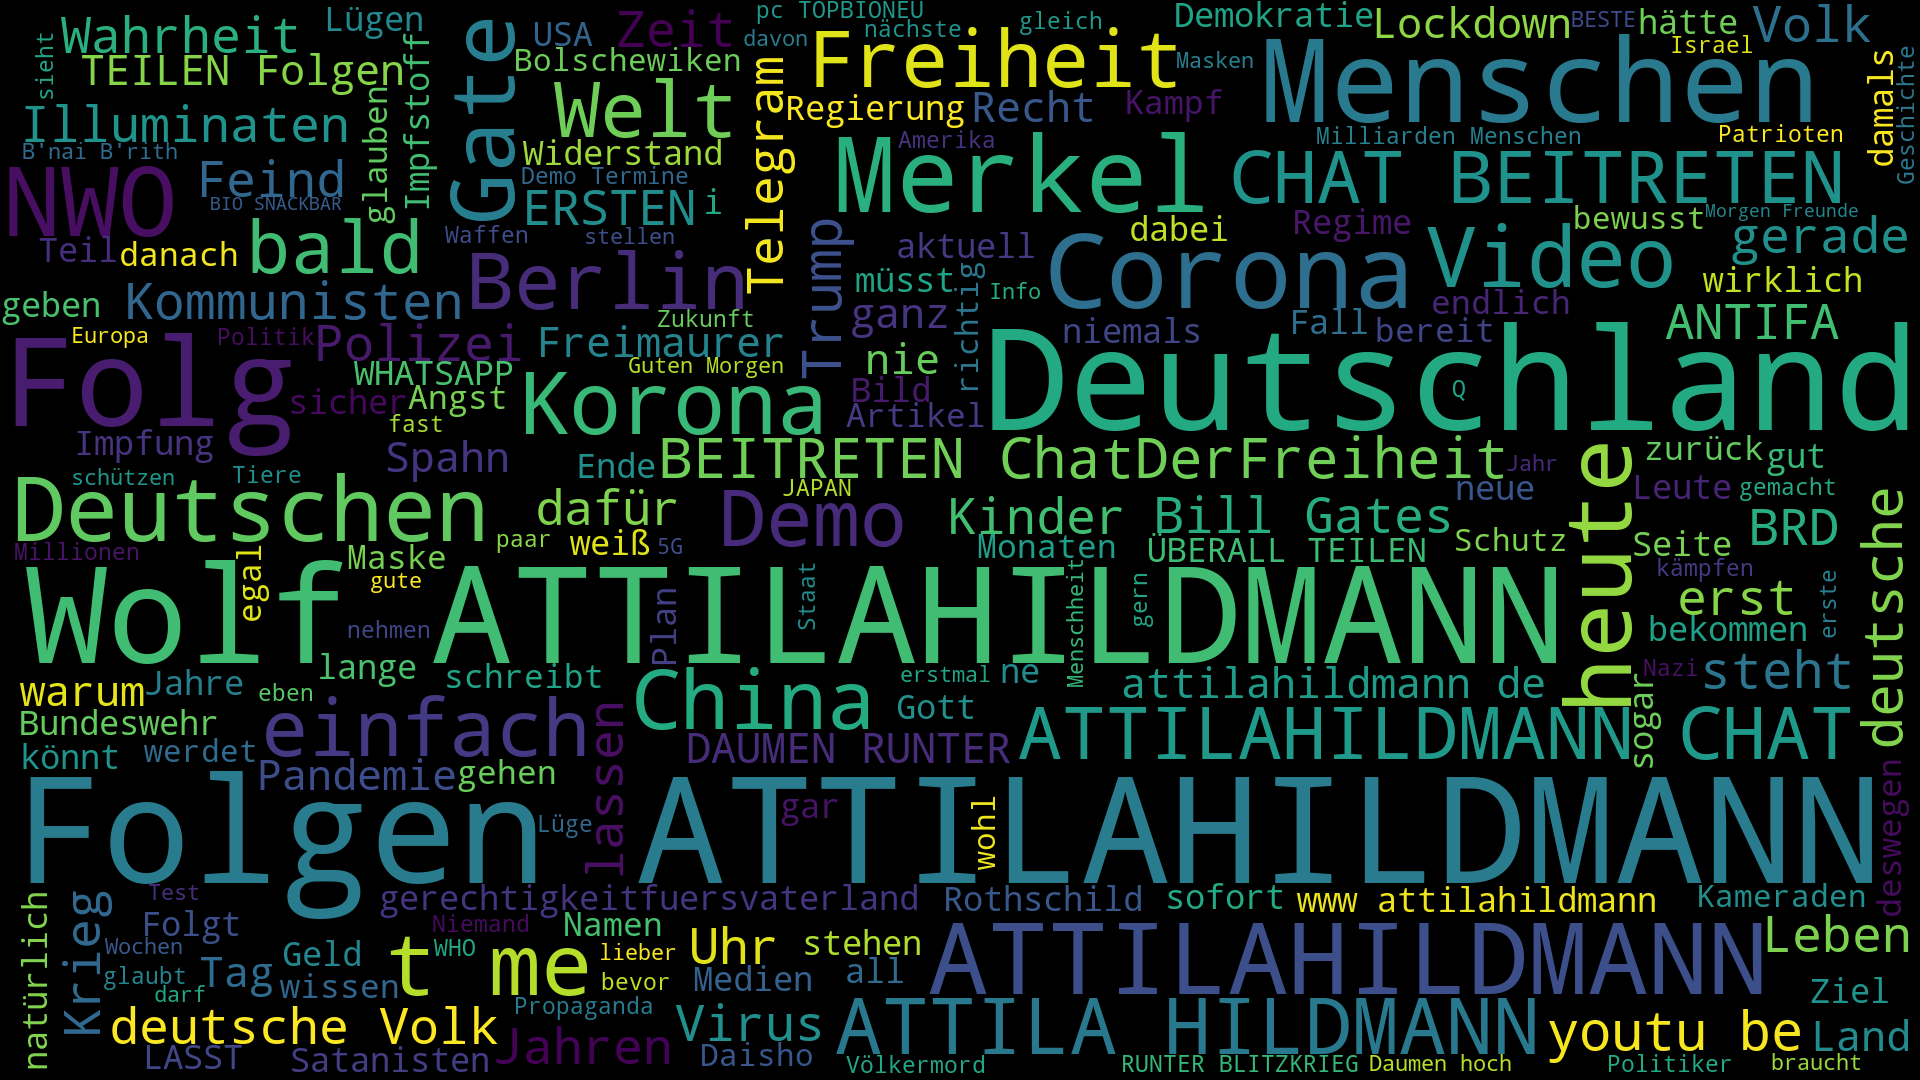 Wahrheit
Lügen
USA
Zeit
pc TOPBIONEU
davon
nächste
gleich
Demokratie
Lockdown
BESTE
hätte
Volk
sieht
TEILEN Folgen
Impfstoff
Gate
Bolschewiken
Telegram
Freiheit
Masken
Menschen
Israel
damals
Geschichte
Illuminaten
glauben
Welt
Regierung
Recht
Kampf
Milliarden Menschen
Patrioten
B'nai B'rith
NWO
Feind
BIO SNACKBAR
Widerstand
Demo Termine
ERSTEN
i
Amerika
Merkel
CHAT BEITRETEN
Teil
danach
bald
Waffen
stellen
Trump
aktuell
dabei
Regime
bewusst
Morgen Freunde
geben
Kommunisten
Berlin
müsst
Info
Corona
Video
gerade
wirklich
Europa
Politik
Polizei
Zukunft
Freimaurer
ganz
richtig
niemals
Fall
bereit
endlich
ANTIFA
Folg
WHATSAPP
Guten Morgen
nie
Deutschland
Q
sicher
Angst
fast
Korona
Bild
Artikel
Impfung
Spahn
Ende
BEITRETEN ChatDerFreiheit
Jahr
heute
zurück
gut
schützen
Tiere
Deutschen
dafür
JAPAN
Demo
Kinder
Bill Gates
neue
Leute
gemacht
deutsche
Millionen
egal
Maske
paar
weiß
5G
Monaten
ÜBERALL TEILEN
Schutz
Seite
BRD
gute
kämpfen
Wolf ATTILAHILDMANN
Staat
Menschheit
gern
erst
erste
nehmen
Plan
bekommen
lange
schreibt
China
erstmal
ne
attilahildmann de
Nazi
steht
warum
Jahre
eben
Gott
sogar
Bundeswehr
einfach
lassen
DAUMEN RUNTER
ATTILAHILDMANN CHAT
könnt
werdet
Pandemie
gehen
deswegen
Folgen ATTILAHILDMANN
Lüge
gar
wohl
natürlich
Krieg
Test
gerechtigkeitfuersvaterland
Rothschild
sofort
www attilahildmann
Kameraden
Folgt
Niemand
Namen
Wochen
Geld
t me
WHO
lieber
Uhr
stehen
ATTILAHILDMANN
Leben
glaubt
Tag
wissen
bevor
Medien
all
Ziel
darf
Propaganda
deutsche Volk
Jahren
Virus
ATTILA HILDMANN
youtu be
Land
LASST
Satanisten
Daisho
Völkermord
RUNTER BLITZKRIEG
Daumen hoch
Politiker
braucht